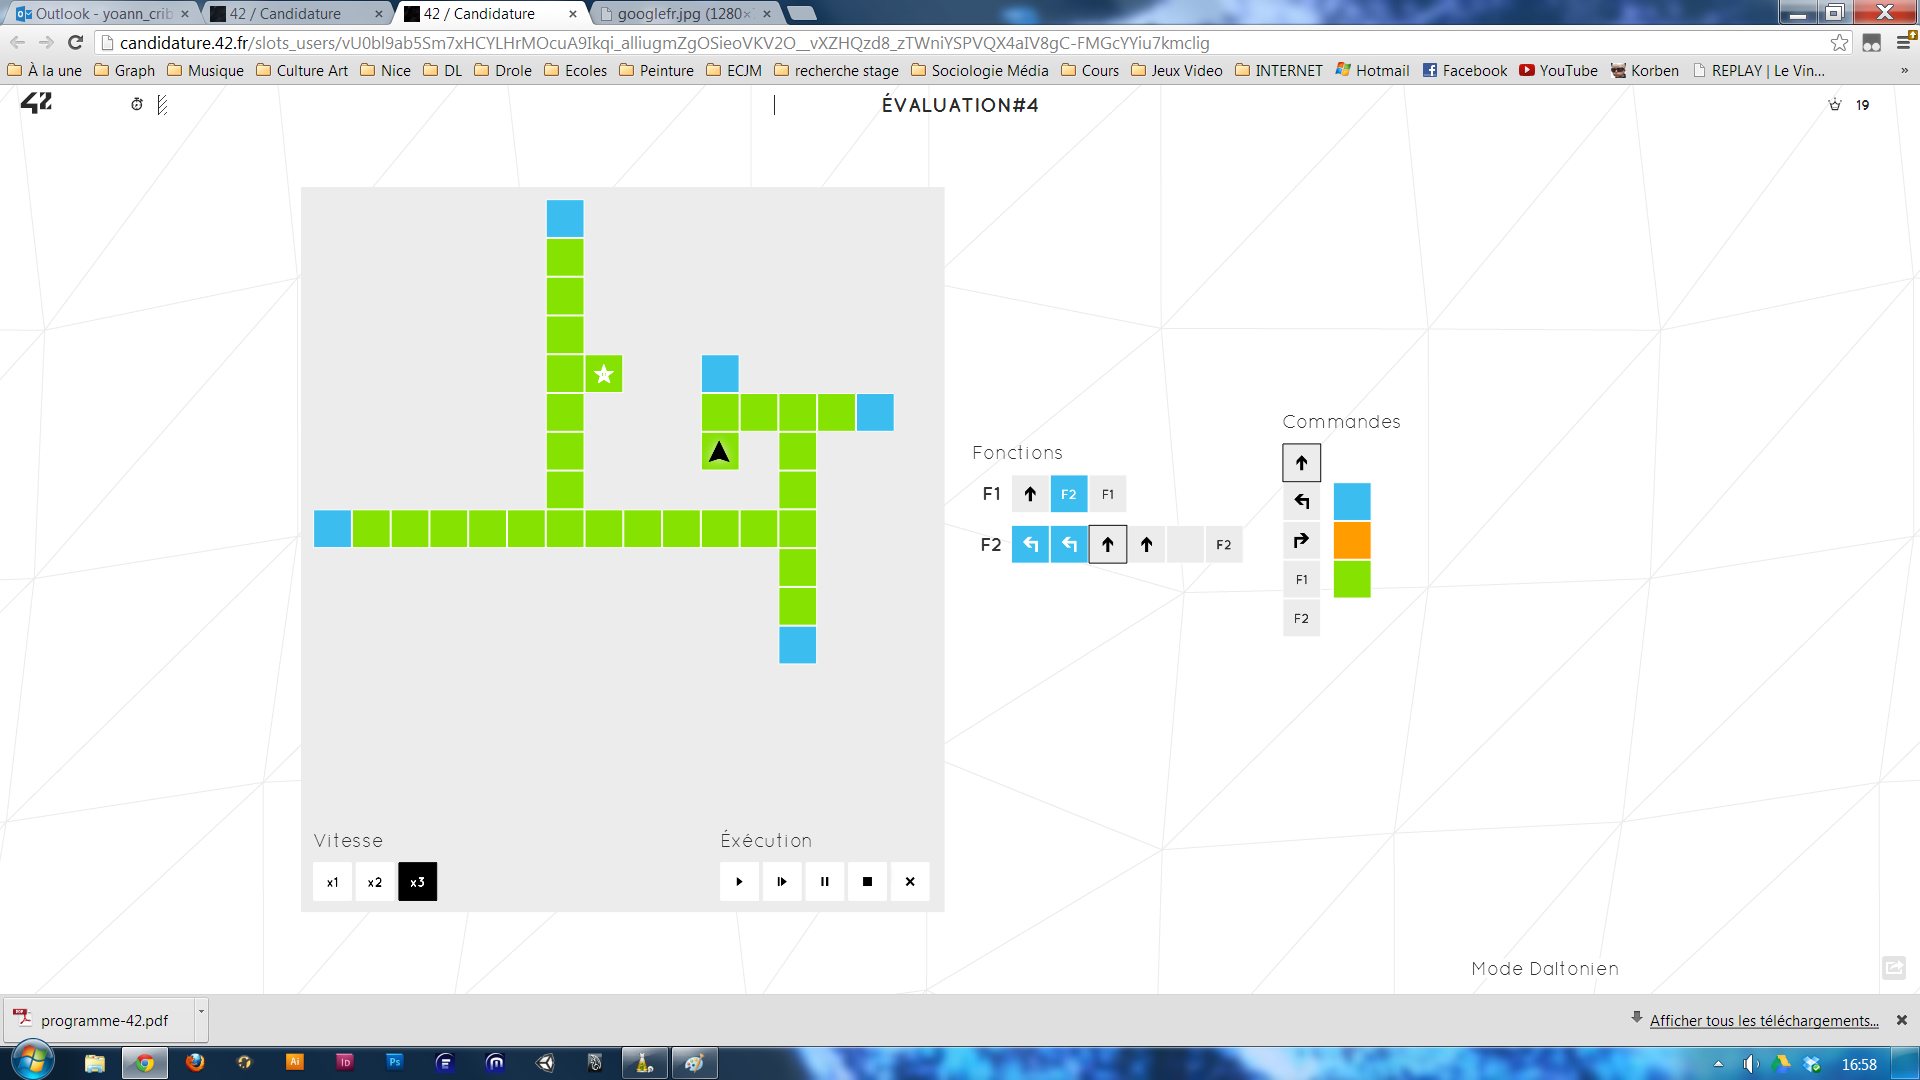 Outlook - yoann_crib
42 / Candidature
42 / Candidature
googlefr.jpg (1280×
candidature.42.fr/slots_users/vU0bl9ab5Sm7xHCYLHrMOcuA9Ikqi_alliugmZgOSieoVKV2O__vXZHQzd8_zTWniYSPVQX4aIV8gC-FMGcYYiu7kmclig
À la une Graph Musique Culture Art Nice DL Drole Ecoles Peinture ECJM recherche stage Sociologie Média Cours Jeux Video INTERNET Hotmail Facebook YouTube Korben REPLAY | Le Vin... »
42
ÉVALUATION#4
19
Commandes
Fonctions
F1 F2 F1
F2 F2
F1
F2
Vitesse
Éxécution
x1 x2 x3
Mode Daltonien
programme-42.pdf
Afficher tous les téléchargements...
Ai Id Ps
16:58